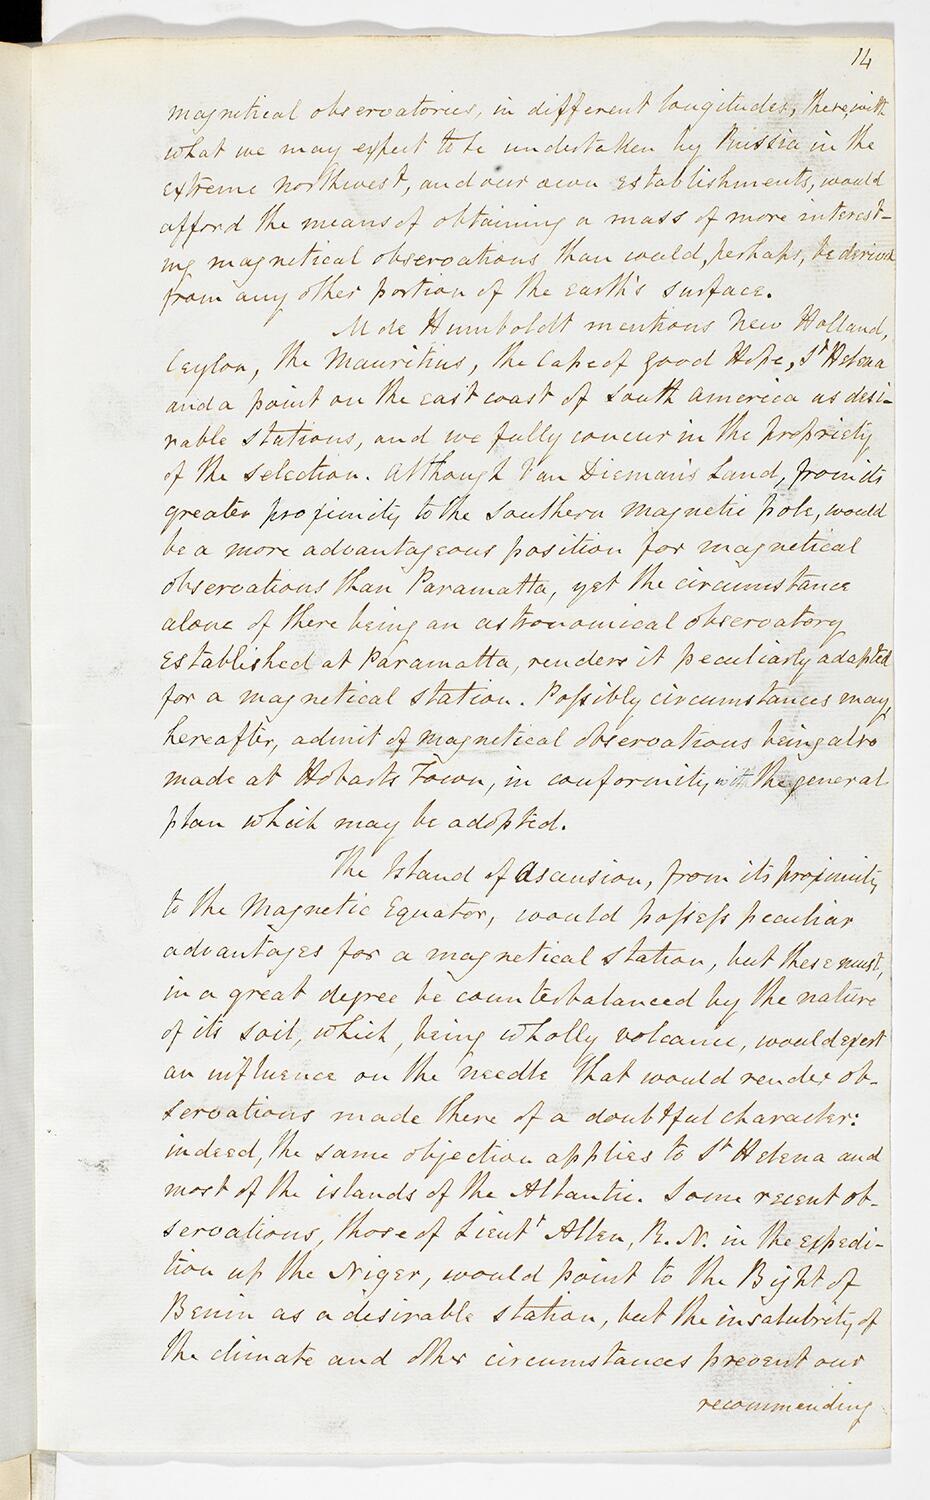 14
magnetical observatories, in different longitudes, these, with
what we may expect to be undertaken by Russia in the
extreme northwest, and our own establishments, would
afford the means of obtaining a mass of more interest-
ing magnetical observations than could, perhaps, be derived
from any other portion of the earth's surface.
M de Humboldt mentions New Holland,
Ceylon, the Mauritius, the Cape of Good Hope, St Helena
and a point on the east coast of South America as desi-
rable stations, and we fully concur in the propriety
of the selection. Although Van Dieman's Land, from its
greater proximity to the southern magnetic pole, would
be a more advantageous position for magnetical
observations than Paramatta, yet the circumstance
alone of there being an astronomical observatory
established at Paramatta, renders it peculiarly adapted
for a magnetical station. Possibly circumstances may,
hereafter, admit of magnetical observations being also
made at Hobarts Town, in conformity with the general
plan which may be adopted.
The Island of Ascension, from its proximity
to the Magnetic Equator, would possess peculiar
advantages for a magnetical station, but these must,
in a great degree be counterbalanced by the nature
of its soil, which, being wholly volcanic, would exert
an influence on the needle that would render ob-
servations made there of a doubtful character:
indeed, the same objection applies to St Helena and
most of the islands of the Atlantic. Some recent ob-
servations, those of Lieutt Allen, R. N. in the expedi-
tion up the Niger, would point to the Bight of
Benin as a desirable station, but the insalubrity of
the climate and other circumstances prevent our
recommending